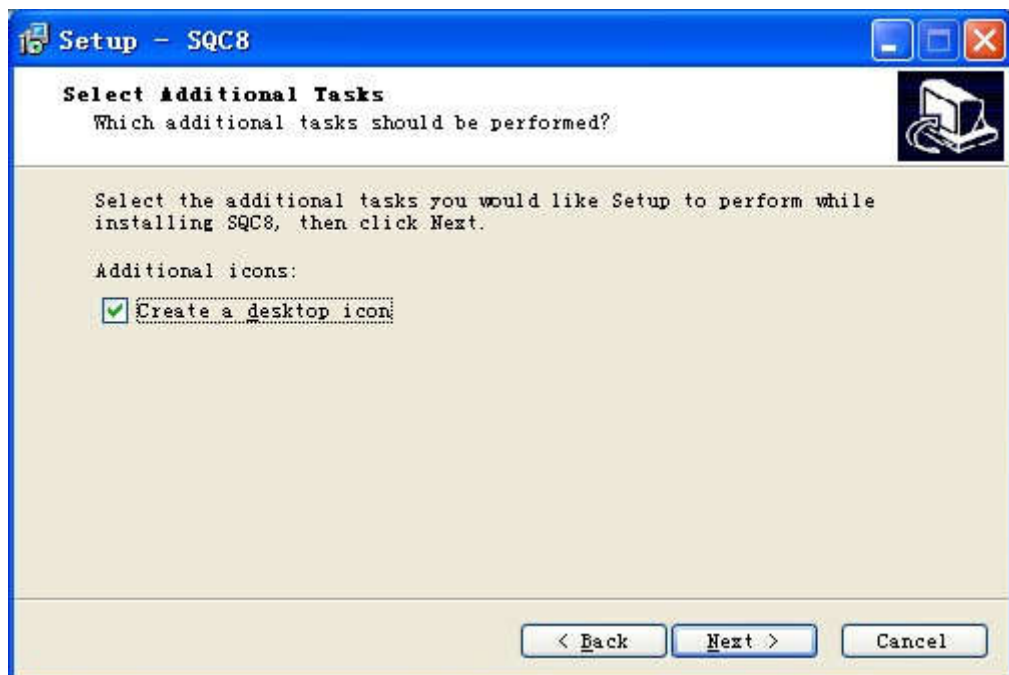 Setup - SQC8
Select Additional Tasks
Which additional tasks should be performed?
Select the additional tasks you would like Setup to perform while
installing SQC8, then click Next.
Additional icons:
Create a desktop icon
< Back
Next >
Cancel